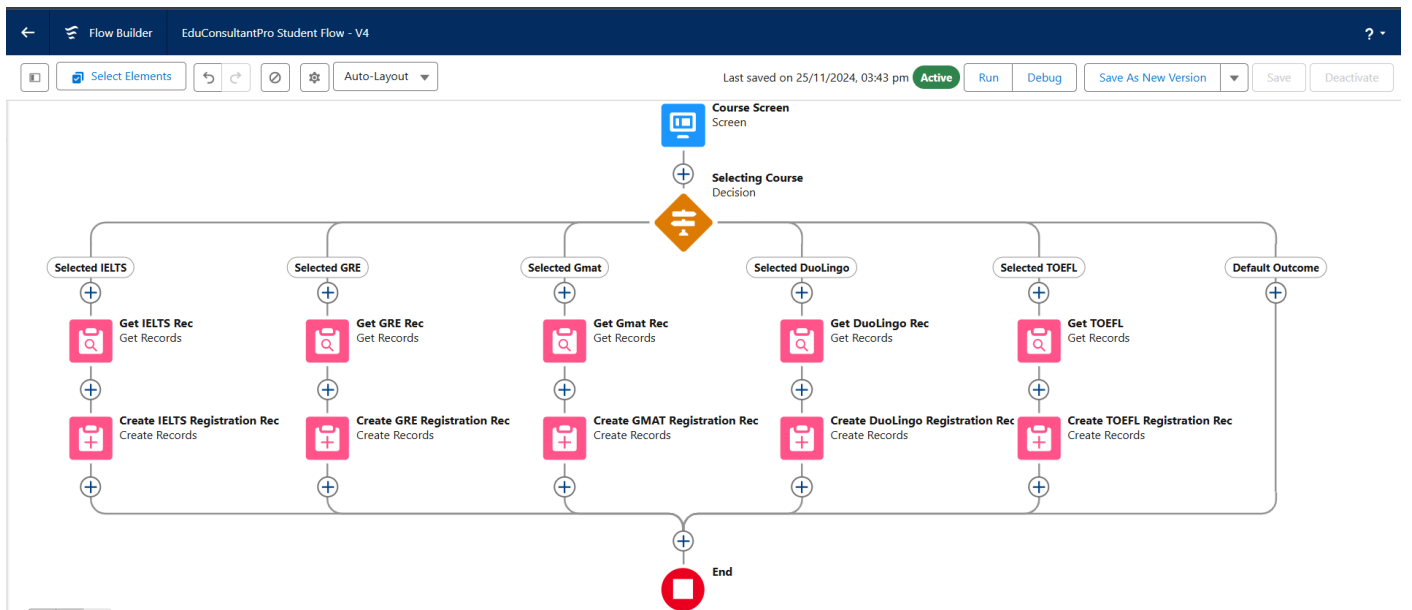 Flow Builder EduConsultantPro Student Flow - V4 ?
Select Elements Auto-Layout Last saved on 25/11/2024, 03:43 pm Active Run Debug Save As New Version Save Deactivate
Course Screen
Screen
Selecting Course
Decision
Selected IELTS Selected GRE Selected Gmat Selected DuoLingo Selected TOEFL Default Outcome
Get IELTS Rec Get GRE Rec Get Gmat Rec Get DuoLingo Rec Get TOEFL
Get Records Get Records Get Records Get Records Get Records
Create IELTS Registration Rec Create GRE Registration Rec Create GMAT Registration Rec Create DuoLingo Registration Rec Create TOEFL Registration Rec
Create Records Create Records Create Records Create Records Create Records
End